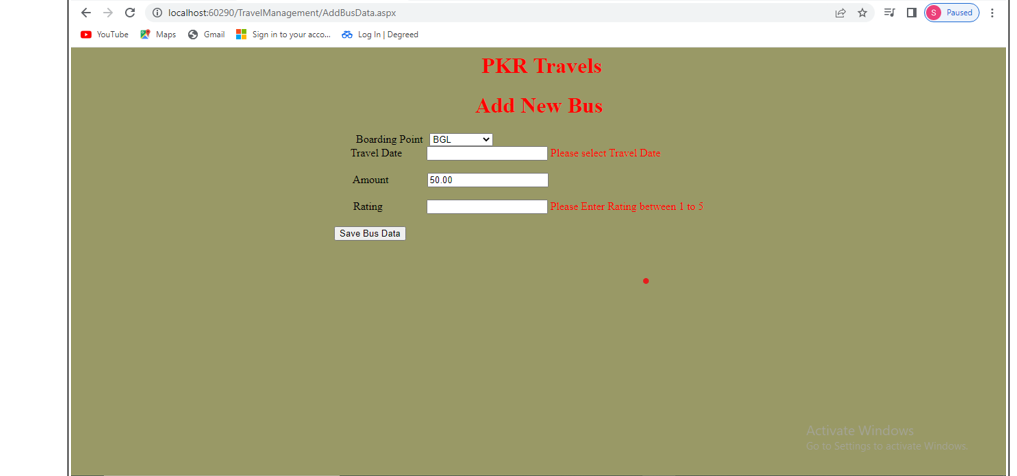 localhost:60290/TravelManagement/AddBusData.aspx
S Paused
YouTube Maps Gmail Sign in to your acco... Log In | Degreed
PKR Travels
Add New Bus
Boarding Point BGL
Travel Date Please select Travel Date
Amount 50.00
Rating Please Enter Rating between 1 to 5
Save Bus Data
Activate Windows
Go to Settings to activate Windows.